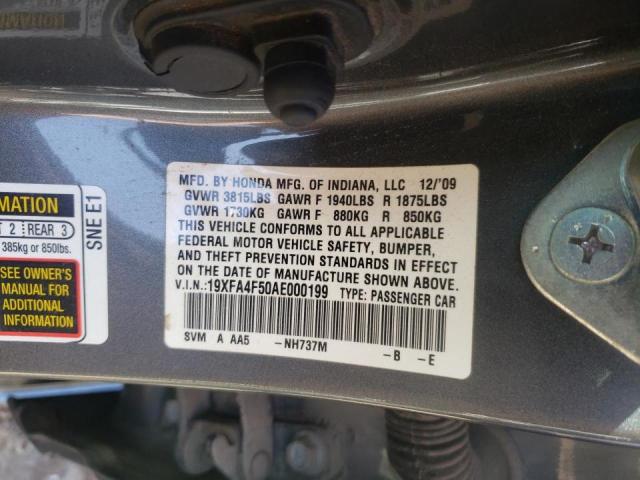 MFD. BY HONDA MFG. OF INDIANA, LLC 12/'09
GVWR 3815LBS GAWR F 1940LBS R 1875LBS
GVWR 1730KG GAWR F 880KG R 850KG
THIS VEHICLE CONFORMS TO ALL APPLICABLE
FEDERAL MOTOR VEHICLE SAFETY, BUMPER,
AND THEFT PREVENTION STANDARDS IN EFFECT
ON THE DATE OF MANUFACTURE SHOWN ABOVE.
V.I.N.:19XFA4F50AE000199 TYPE: PASSENGER CAR
SVM A AA5 -NH737M -B -E
MATION
2 REAR 3
385kg or 850lbs.
SEE OWNER'S
MANUAL FOR
ADDITIONAL
INFORMATION
SNE E1